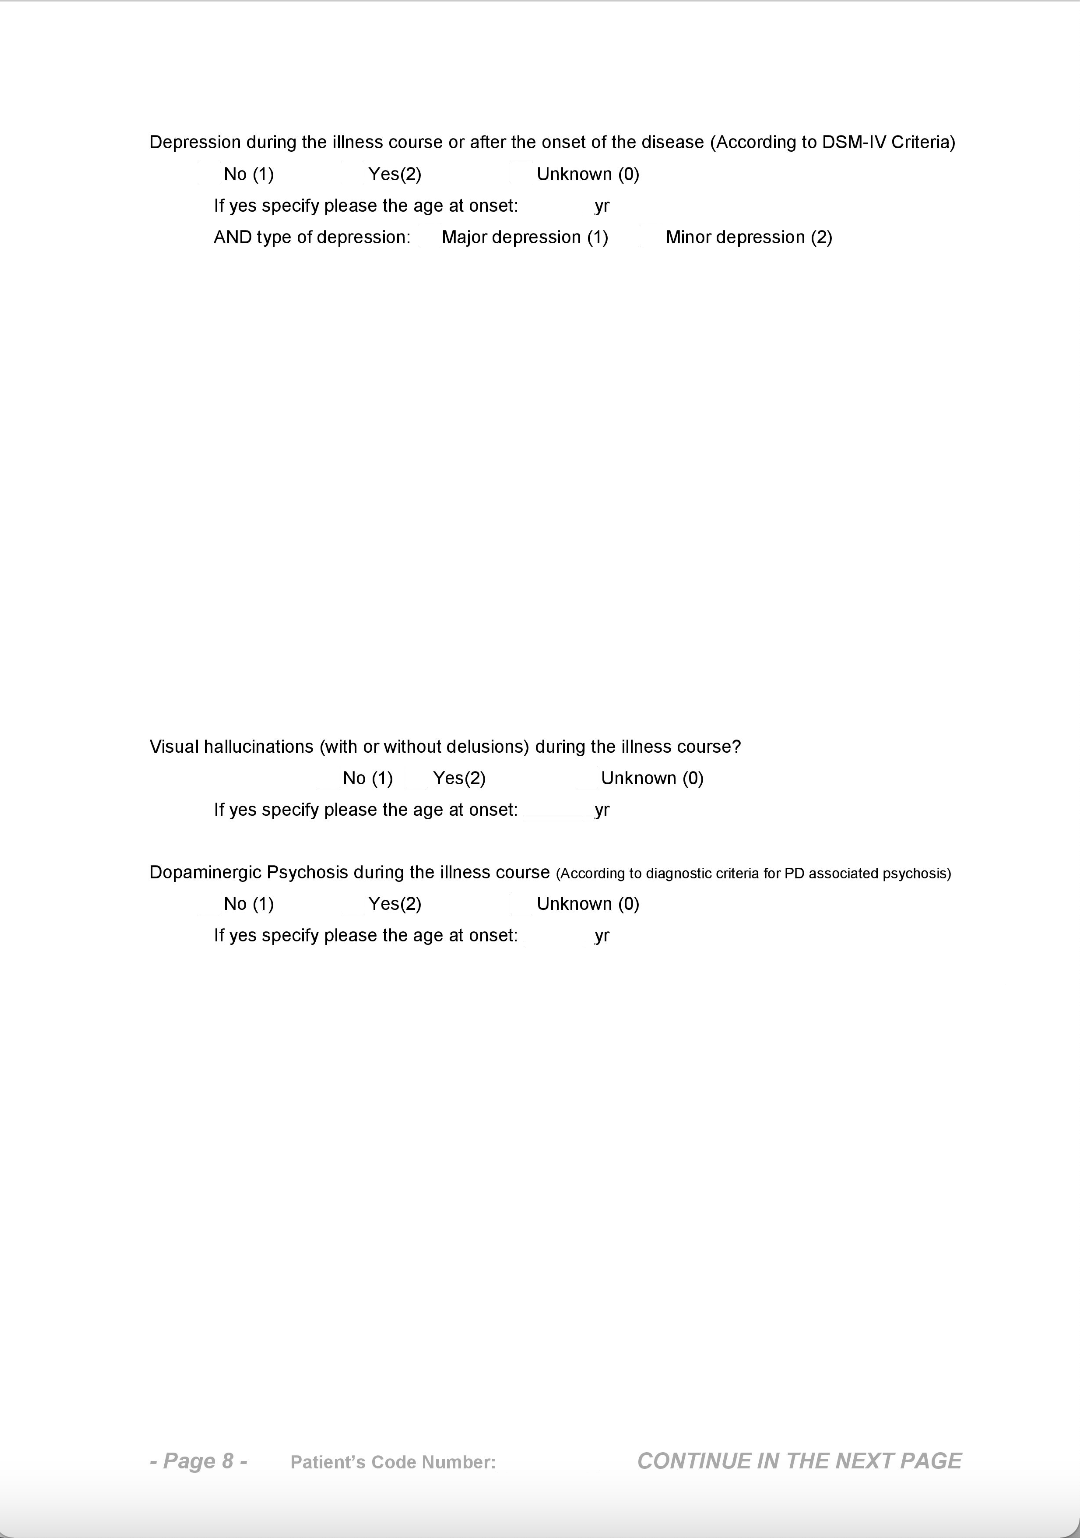 Depression during the illness course or after the onset of the disease (According to DSM-IV Criteria)
No (1) Yes(2) Unknown (0)
If yes specify please the age at onset: yr
AND type of depression: Major depression (1) Minor depression (2)
Visual hallucinations (with or without delusions) during the illness course?
No (1) Yes(2) Unknown (0)
If yes specify please the age at onset: yr
Dopaminergic Psychosis during the illness course (According to diagnostic criteria for PD associated psychosis)
No (1) Yes(2) Unknown (0)
If yes specify please the age at onset: yr
- Page 8 - Patient’s Code Number: CONTINUE IN THE NEXT PAGE